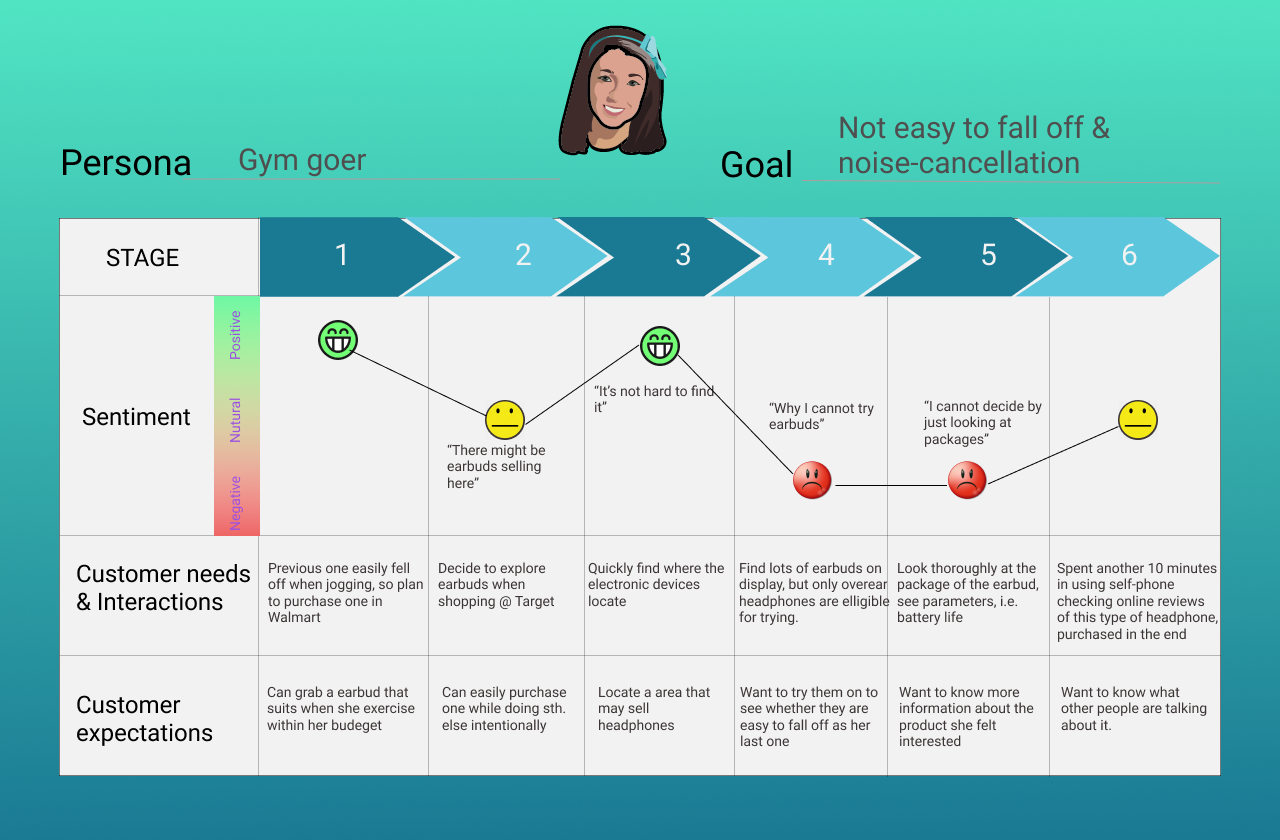 Persona
Gym goer
Goal
Not easy to fall off &
noise-cancellation
STAGE
1
2
3
4
5
6
Sentiment
Positive
Nutural
Negative
“There might be
earbuds selling
here”
“It’s not hard to find
it”
“Why I cannot try
earbuds”
“I cannot decide by
just looking at
packages”
Customer needs
& Interactions
Previous one easily fell
off when jogging, so plan
to purchase one in
Walmart
Decide to explore
earbuds when
shopping @ Target
Quickly find where the
electronic devices
locate
Find lots of earbuds on
display, but only overear
headphones are elligible
for trying.
Look thoroughly at the
package of the earbud,
see parameters, i.e.
battery life
Spent another 10 minutes
in using self-phone
checking online reviews
of this type of headphone,
purchased in the end
Customer
expectations
Can grab a earbud that
suits when she exercise
within her budeget
Can easily purchase
one while doing sth.
else intentionally
Locate a area that
may sell
headphones
Want to try them on to
see whether they are
easy to fall off as her
last one
Want to know more
information about the
product she felt
interested
Want to know what
other people are talking
about it.